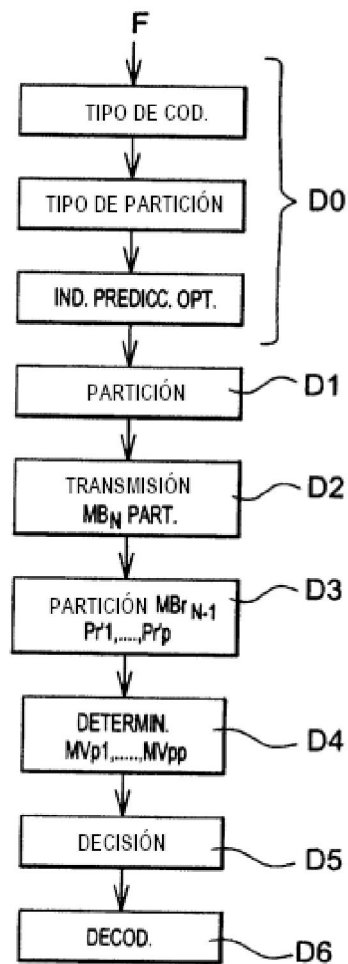 F
TIPO DE COD.
TIPO DE PARTICIÓN
D0
IND. PREDICC. OPT.
PARTICIÓN
D1
TRANSMISIÓN
MBN PART.
D2
PARTICIÓN MBr N-1
Pr'1,....,Pr'p
D3
DETERMIN.
MVp1,.....,MVpp
D4
DECISIÓN
D5
DECOD.
D6